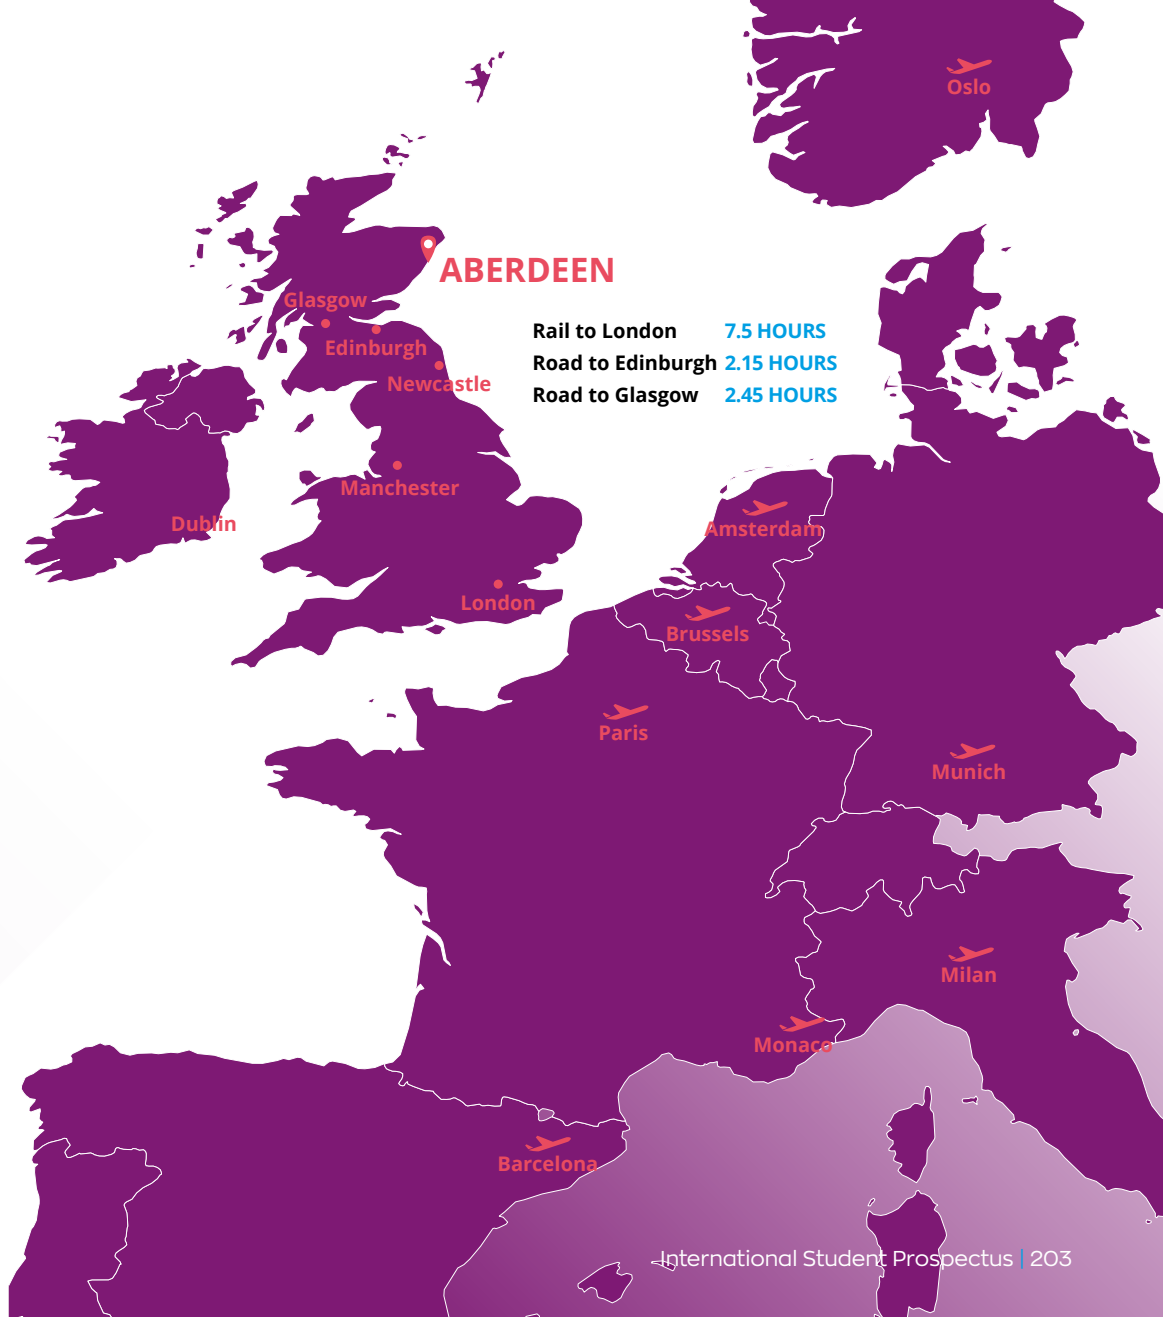 Oslo
ABERDEEN
Glasgow
Edinburgh
Newcastle
Rail to London 7.5 HOURS
Road to Edinburgh 2.15 HOURS
Road to Glasgow 2.45 HOURS
Manchester
Dublin
Amsterdam
London
Brussels
Paris
Munich
Milan
Monaco
Barcelona
International Student Prospectus | 203